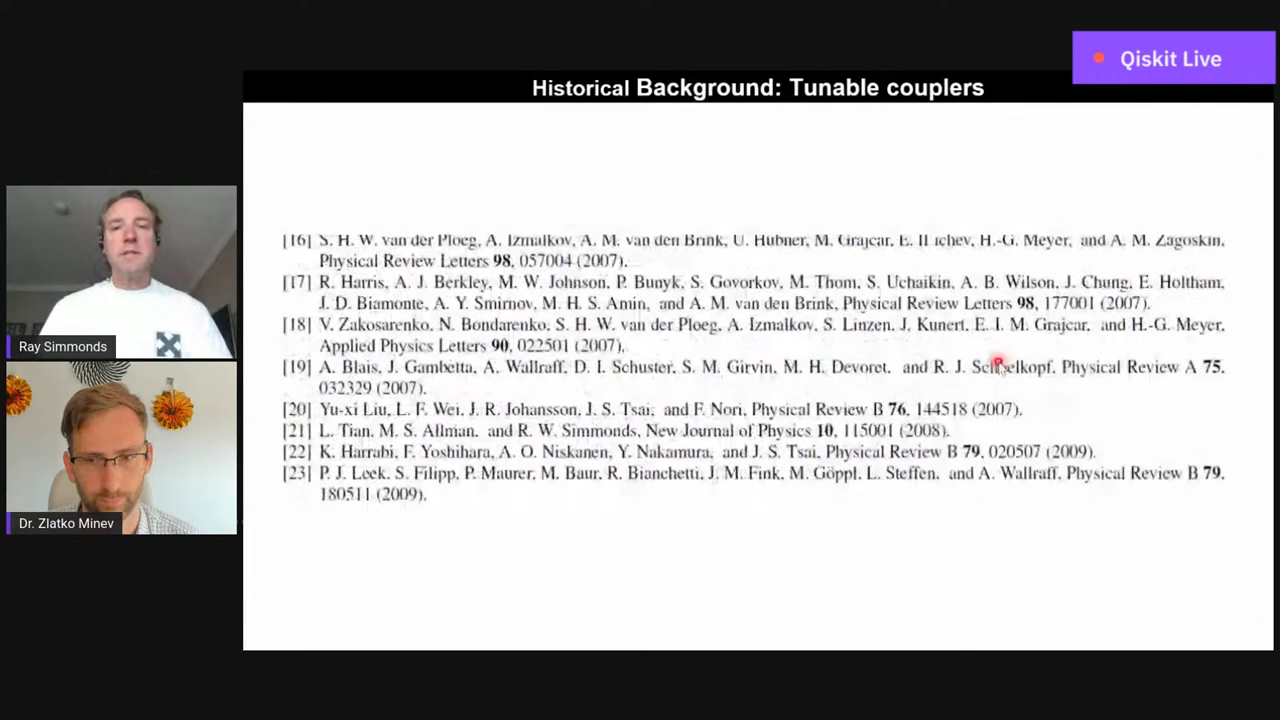 Qiskit Live
Historical Background: Tunable couplers
[16] S. H. W. van der Ploeg, A. Izmalkov, A. M. van den Brink, U. Hübner, M. Grajcar, E. Il'ichev, H.-G. Meyer, and A. M. Zagoskin,
Physical Review Letters 98, 057004 (2007).
[17] R. Harris, A. J. Berkley, M. W. Johnson, P. Bunyk, S. Govorkov, M. Thom, S. Uchaikin, A. B. Wilson, J. Chung, E. Holtham,
J. D. Biamonte, A. Y. Smirnov, M. H. S. Amin, and A. M. van den Brink, Physical Review Letters 98, 177001 (2007).
[18] V. Zakosarenko, N. Bondarenko, S. H. W. van der Ploeg, A. Izmalkov, S. Linzen, J. Kunert, E. I. M. Grajcar, and H.-G. Meyer,
Applied Physics Letters 90, 022501 (2007).
[19] A. Blais, J. Gambetta, A. Wallraff, D. I. Schuster, S. M. Girvin, M. H. Devoret, and R. J. Schoelkopf, Physical Review A 75,
032329 (2007).
[20] Yu-xi Liu, L. F. Wei, J. R. Johansson, J. S. Tsai, and F. Nori, Physical Review B 76, 144518 (2007).
[21] L. Tian, M. S. Allman, and R. W. Simmonds, New Journal of Physics 10, 115001 (2008).
[22] K. Harrabi, F. Yoshihara, A. O. Niskanen, Y. Nakamura, and J. S. Tsai, Physical Review B 79, 020507 (2009).
[23] P. J. Leek, S. Filipp, P. Maurer, M. Baur, R. Bianchetti, J. M. Fink, M. Göppl, L. Steffen, and A. Wallraff, Physical Review B 79,
180511 (2009).
Ray Simmonds
Dr. Zlatko Minev